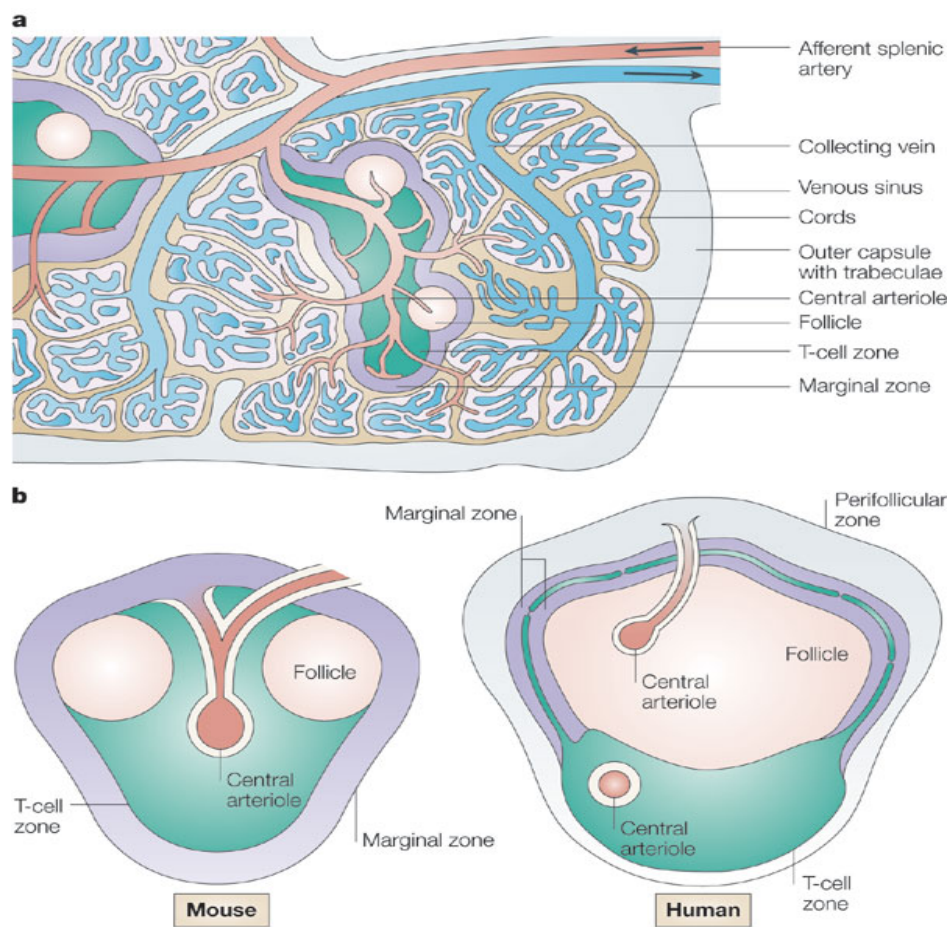 a
Afferent splenic
artery
Collecting vein
Venous sinus
Cords
Outer capsule
with trabeculae
Central arteriole
Follicle
T-cell zone
Marginal zone
b
Marginal zone
Perifollicular
zone
Follicle
Central
arteriole
T-cell
zone
Marginal zone
Mouse
Follicle
Central
arteriole
Central
arteriole
T-cell
zone
Human